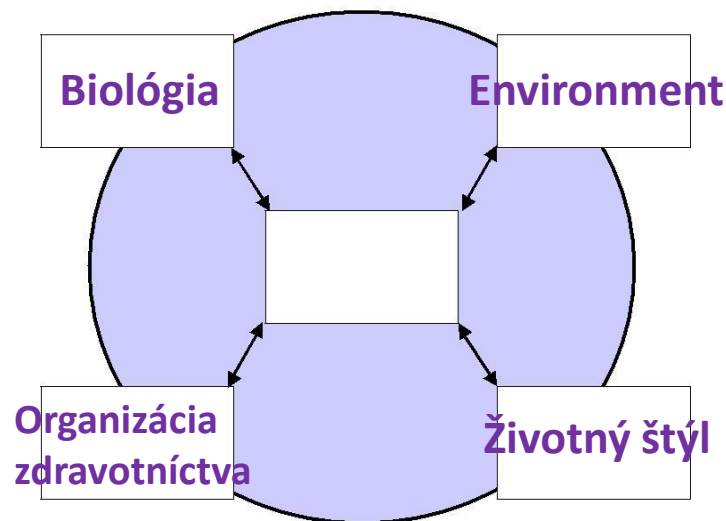 Biológia
Environment
Organizácia
zdravotníctva
Životný štýl